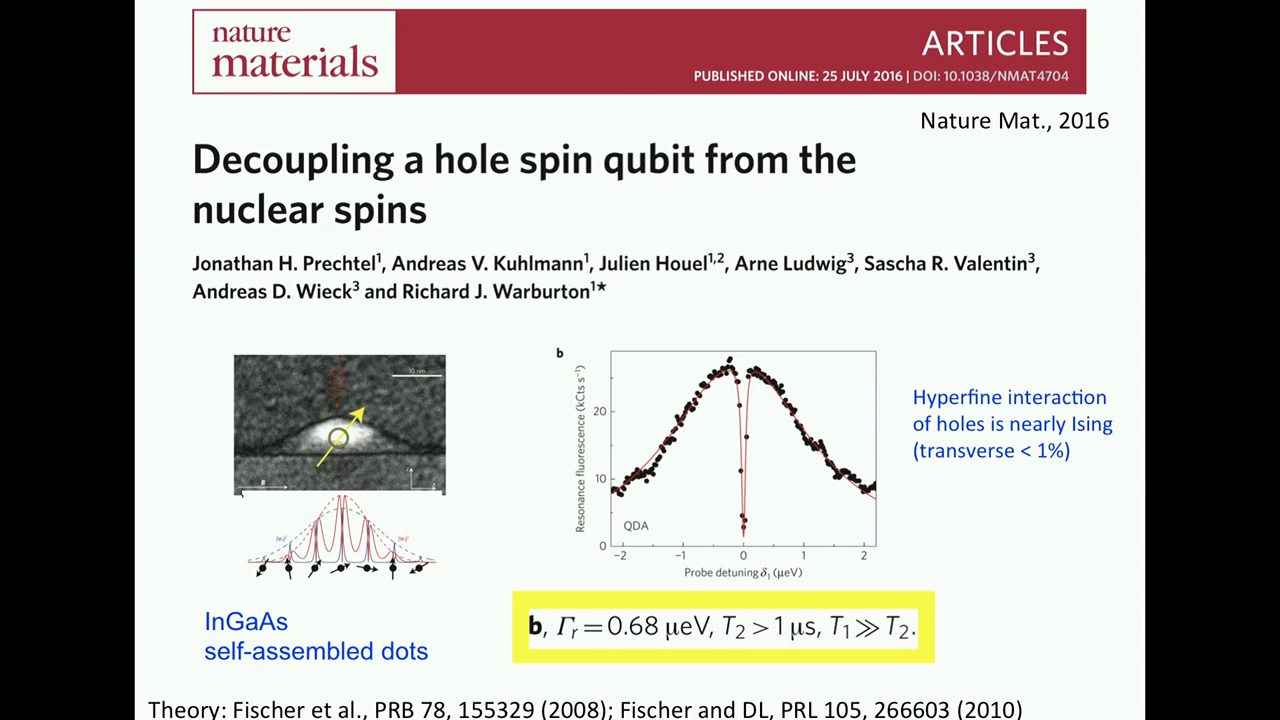 nature
materials
ARTICLES
PUBLISHED ONLINE: 25 JULY 2016 | DOI: 10.1038/NMAT4704
Nature Mat., 2016
Decoupling a hole spin qubit from the
nuclear spins
Jonathan H. Prechtel¹, Andreas V. Kuhlmann¹, Julien Houel¹,², Arne Ludwig³, Sascha R. Valentin³,
Andreas D. Wieck³ and Richard J. Warburton¹*
10 nm
B
b
Resonance fluorescence (kCts s⁻¹)
20
10
0
QDA
−2 −1 0 1 2
Probe detuning δ₁ (μeV)
Hyperfine interaction
of holes is nearly Ising
(transverse < 1%)
InGaAs
self-assembled dots
b, Γᵣ = 0.68 μeV, T₂ > 1 μs, T₁ ≫ T₂.
Theory: Fischer et al., PRB 78, 155329 (2008); Fischer and DL, PRL 105, 266603 (2010)